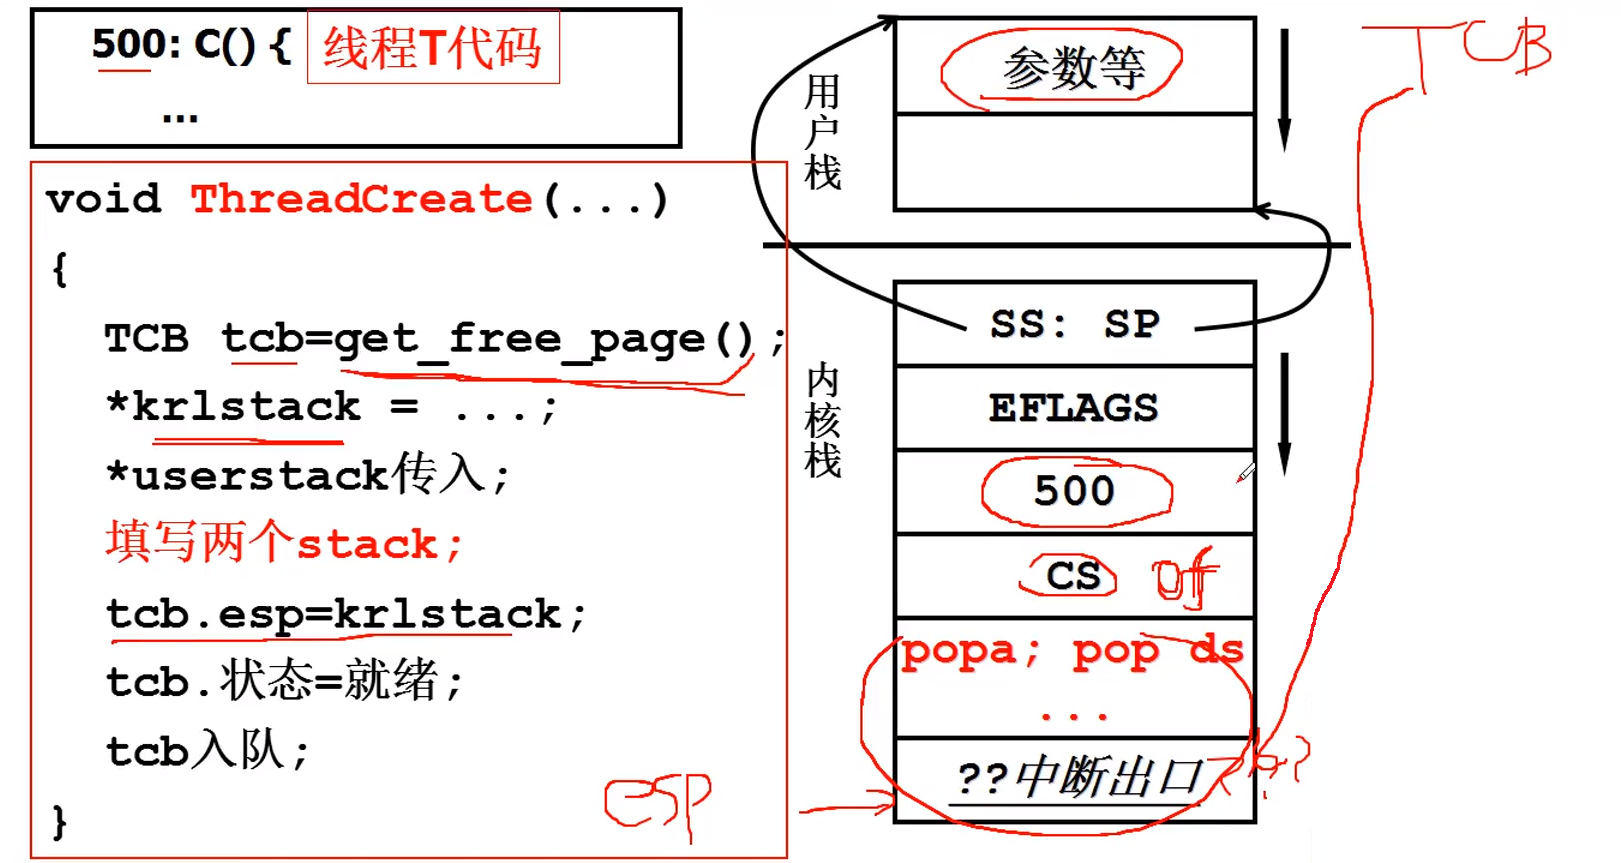 500: C() { 线程T代码
...
void ThreadCreate(...)
{
TCB tcb=get_free_page();
*krlstack = ...;
*userstack传入;
填写两个stack;
tcb.esp=krlstack;
tcb.状态=就绪;
tcb入队;
}
ESP
用户栈
参数等
TCB
内核栈
SS: SP
EFLAGS
500
CS
popa; pop ds
...
??中断出口